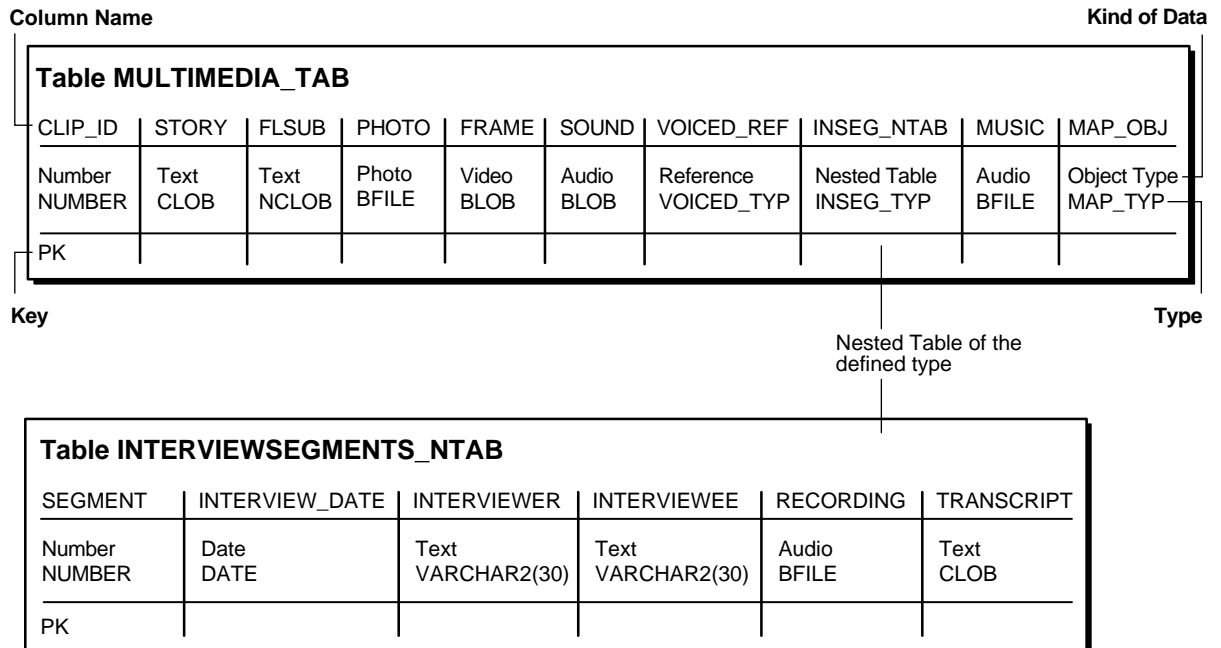 Column Name Kind of Data
Table MULTIMEDIA_TAB
CLIP_ID STORY FLSUB PHOTO FRAME SOUND VOICED_REF INSEG_NTAB MUSIC MAP_OBJ
Number Text Text Photo Video Audio Reference Nested Table Audio Object Type
NUMBER CLOB NCLOB BFILE BLOB BLOB VOICED_TYP INSEG_TYP BFILE MAP_TYP
PK
Key Type
Nested Table of the
defined type
Table INTERVIEWSEGMENTS_NTAB
SEGMENT INTERVIEW_DATE INTERVIEWER INTERVIEWEE RECORDING TRANSCRIPT
Number Date Text Text Audio Text
NUMBER DATE VARCHAR2(30) VARCHAR2(30) BFILE CLOB
PK